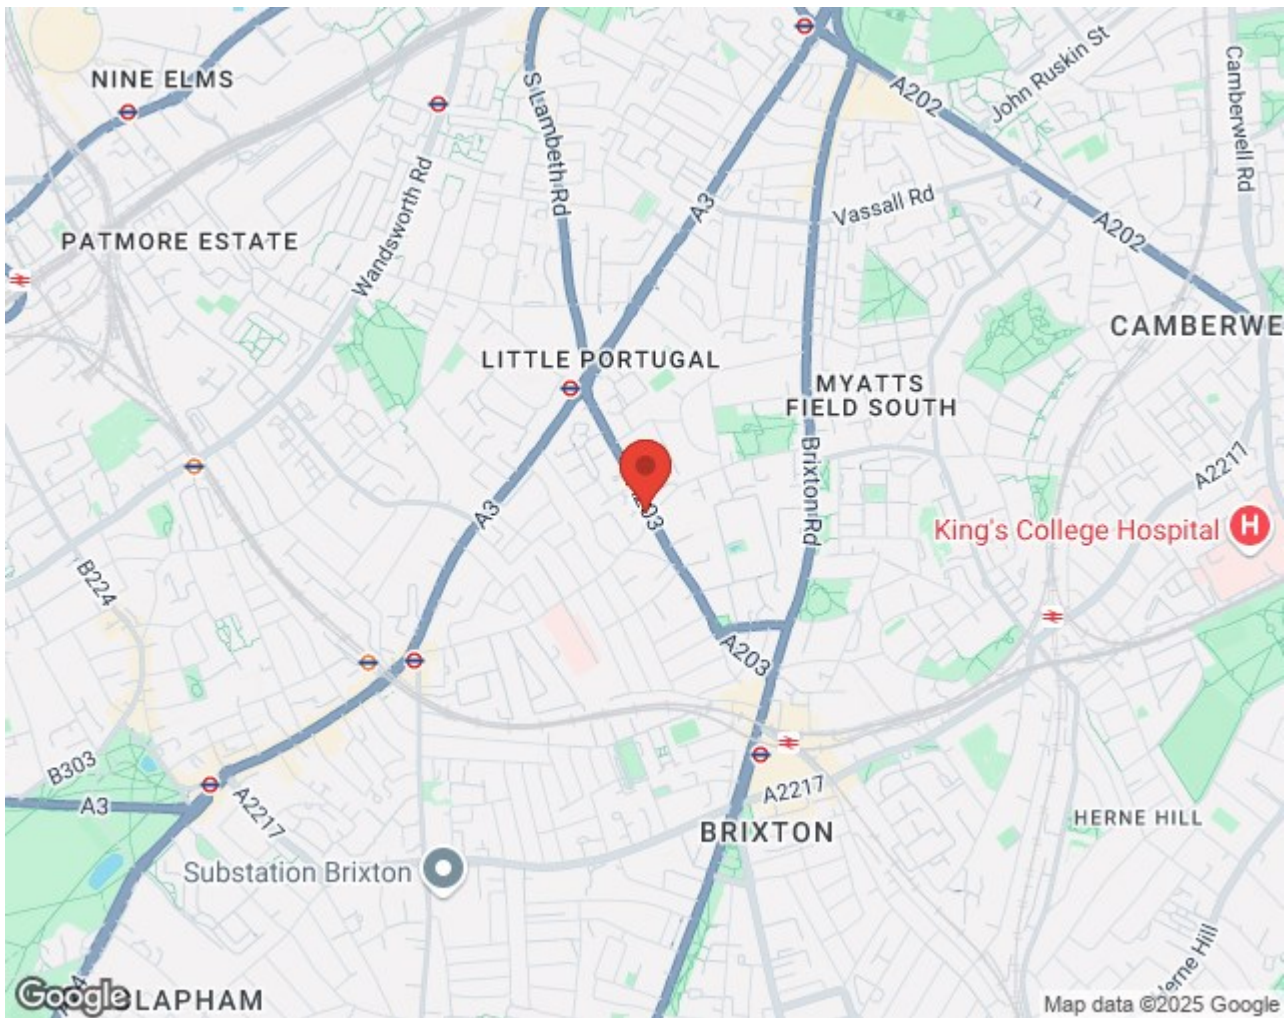 NINE ELMS
S Lambeth Rd
A202
John Ruskin St
Camberwell Rd
Wandsworth Rd
A3
Vassall Rd
A202
PATMORE ESTATE
CAMBERWE
LITTLE PORTUGAL
MYATTS
FIELD SOUTH
Brixton Rd
A2217
A3
King's College Hospital
H
B224
A203
B303
A3
A2217
A2217
BRIXTON
HERNE HILL
Substation Brixton
Herne Hill
Google
LAPHAM
Map data ©2025 Google